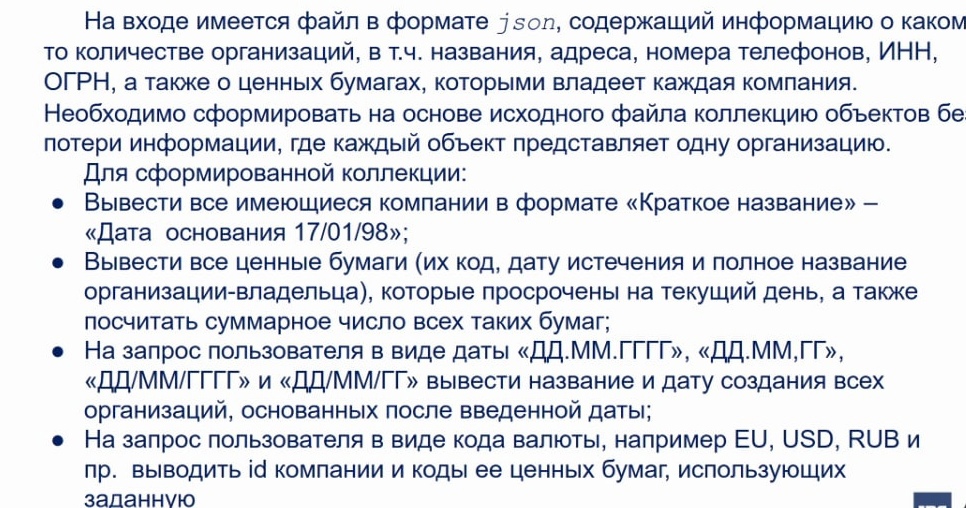 На входе имеется файл в формате json, содержащий информацию о каком
то количестве организаций, в т.ч. названия, адреса, номера телефонов, ИНН,
ОГРН, а также о ценных бумагах, которыми владеет каждая компания.
Необходимо сформировать на основе исходного файла коллекцию объектов бе
потери информации, где каждый объект представляет одну организацию.
Для сформированной коллекции:
● Вывести все имеющиеся компании в формате «Краткое название» –
«Дата основания 17/01/98»;
● Вывести все ценные бумаги (их код, дату истечения и полное название
организации-владельца), которые просрочены на текущий день, а также
посчитать суммарное число всех таких бумаг;
● На запрос пользователя в виде даты «ДД.ММ.ГГГГ», «ДД.ММ,ГГ»,
«ДД/ММ/ГГГГ» и «ДД/ММ/ГГ» вывести название и дату создания всех
организаций, основанных после введенной даты;
● На запрос пользователя в виде кода валюты, например EU, USD, RUB и
пр. выводить id компании и коды ее ценных бумаг, использующих
заданную